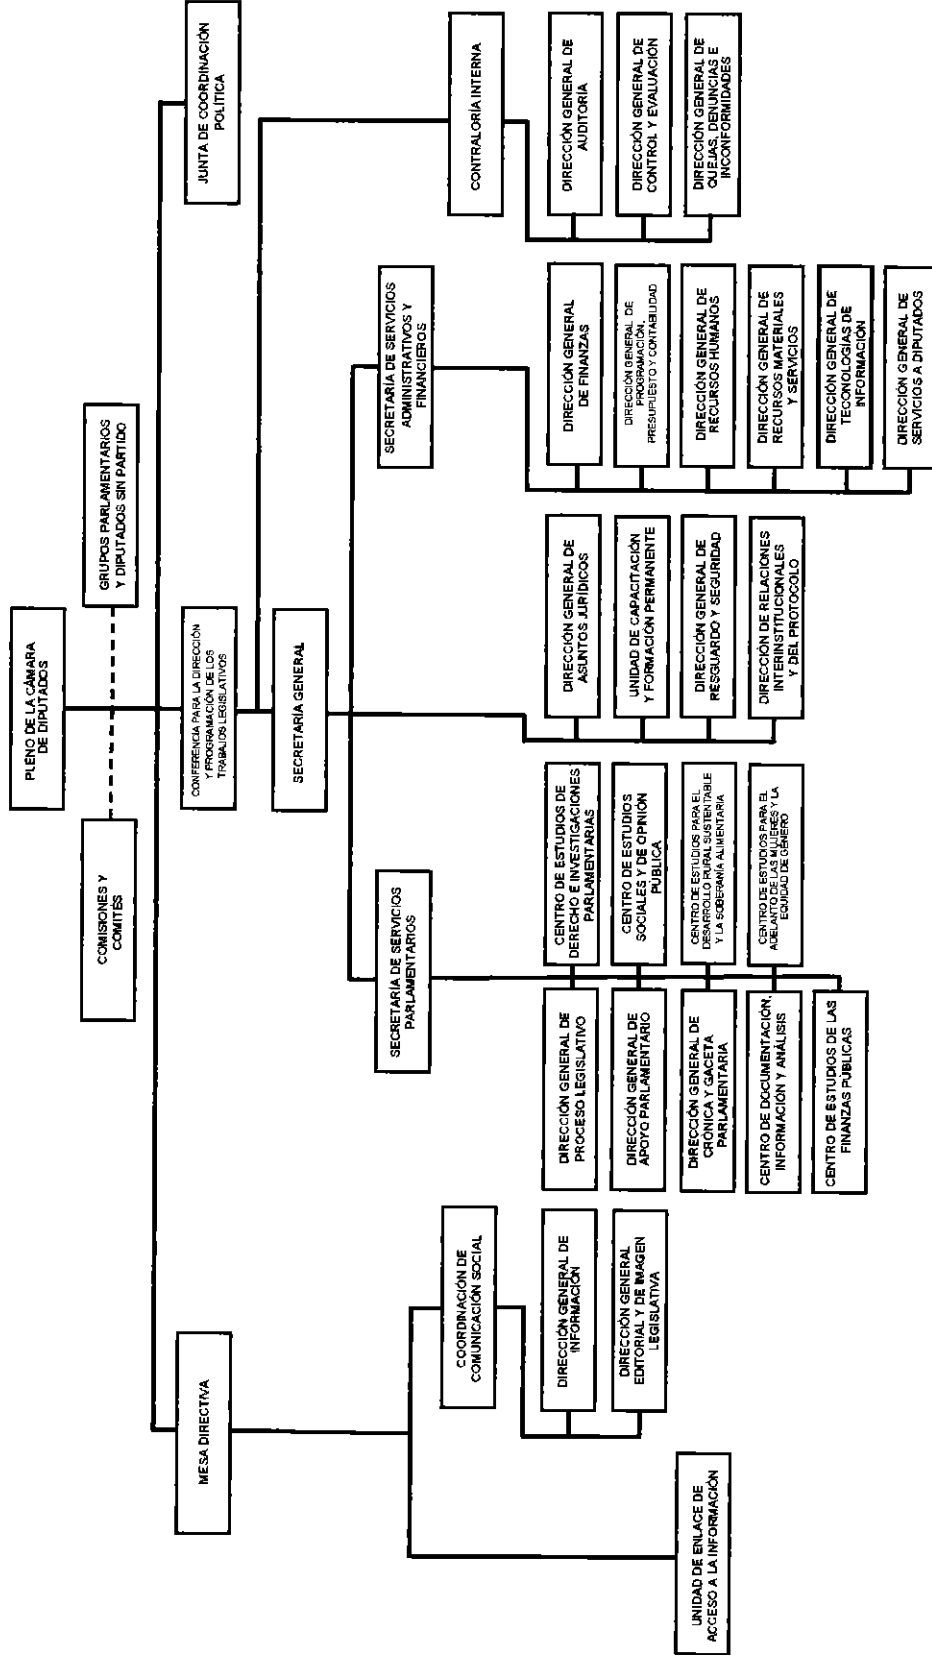 PLENO DE LA CÁMARA
DE DIPUTADOS
COMISIONES Y
COMITÉS
GRUPOS PARLAMENTARIOS
Y DIPUTADOS SIN PARTIDO
MESA DIRECTIVA
CONFERENCIA PARA LA DIRECCIÓN
Y PROGRAMACIÓN DE LOS
TRABAJOS LEGISLATIVOS
JUNTA DE COORDINACIÓN
POLÍTICA
SECRETARÍA GENERAL
SECRETARÍA DE SERVICIOS
PARLAMENTARIOS
SECRETARÍA DE SERVICIOS
ADMINISTRATIVOS Y
FINANCIEROS
COORDINACIÓN DE
COMUNICACIÓN SOCIAL
CONTRALORÍA INTERNA
UNIDAD DE ENLACE DE
ACCESO A LA INFORMACIÓN
DIRECCIÓN GENERAL DE
INFORMACIÓN
DIRECCIÓN GENERAL
EDITORIAL Y DE IMAGEN
LEGISLATIVA
DIRECCIÓN GENERAL DE
PROCESO LEGISLATIVO
DIRECCIÓN GENERAL DE
APOYO PARLAMENTARIO
DIRECCIÓN GENERAL DE
CRÓNICA Y GACETA
PARLAMENTARIA
CENTRO DE DOCUMENTACIÓN,
INFORMACIÓN Y ANÁLISIS
CENTRO DE ESTUDIOS DE LAS
FINANZAS PÚBLICAS
CENTRO DE ESTUDIOS DE
DERECHO E INVESTIGACIONES
PARLAMENTARIAS
CENTRO DE ESTUDIOS
SOCIALES Y DE OPINIÓN
PÚBLICA
CENTRO DE ESTUDIOS PARA EL
DESARROLLO RURAL SUSTENTABLE
Y LA SOBERANÍA ALIMENTARIA
CENTRO DE ESTUDIOS PARA EL
ADELANTO DE LAS MUJERES Y LA
EQUIDAD DE GÉNERO
DIRECCIÓN GENERAL DE
ASUNTOS JURÍDICOS
UNIDAD DE CAPACITACIÓN
Y FORMACIÓN PERMANENTE
DIRECCIÓN GENERAL DE
RESGUARDO Y SEGURIDAD
DIRECCIÓN DE RELACIONES
INTERINSTITUCIONALES
Y DEL PROTOCOLO
DIRECCIÓN GENERAL
DE FINANZAS
DIRECCIÓN GENERAL DE
PROGRAMACIÓN,
PRESUPUESTO Y CONTABILIDAD
DIRECCIÓN GENERAL DE
RECURSOS HUMANOS
DIRECCIÓN GENERAL DE
RECURSOS MATERIALES
Y SERVICIOS
DIRECCIÓN GENERAL DE
TECCONOLOGÍAS DE
INFORMACIÓN
DIRECCIÓN GENERAL DE
SERVICIOS A DIPUTADOS
DIRECCIÓN GENERAL DE
AUDITORÍA
DIRECCIÓN GENERAL DE
CONTROL Y EVALUACIÓN
DIRECCIÓN GENERAL DE
QUEJAS, DENUNCIAS E
INCONFORMIDADES